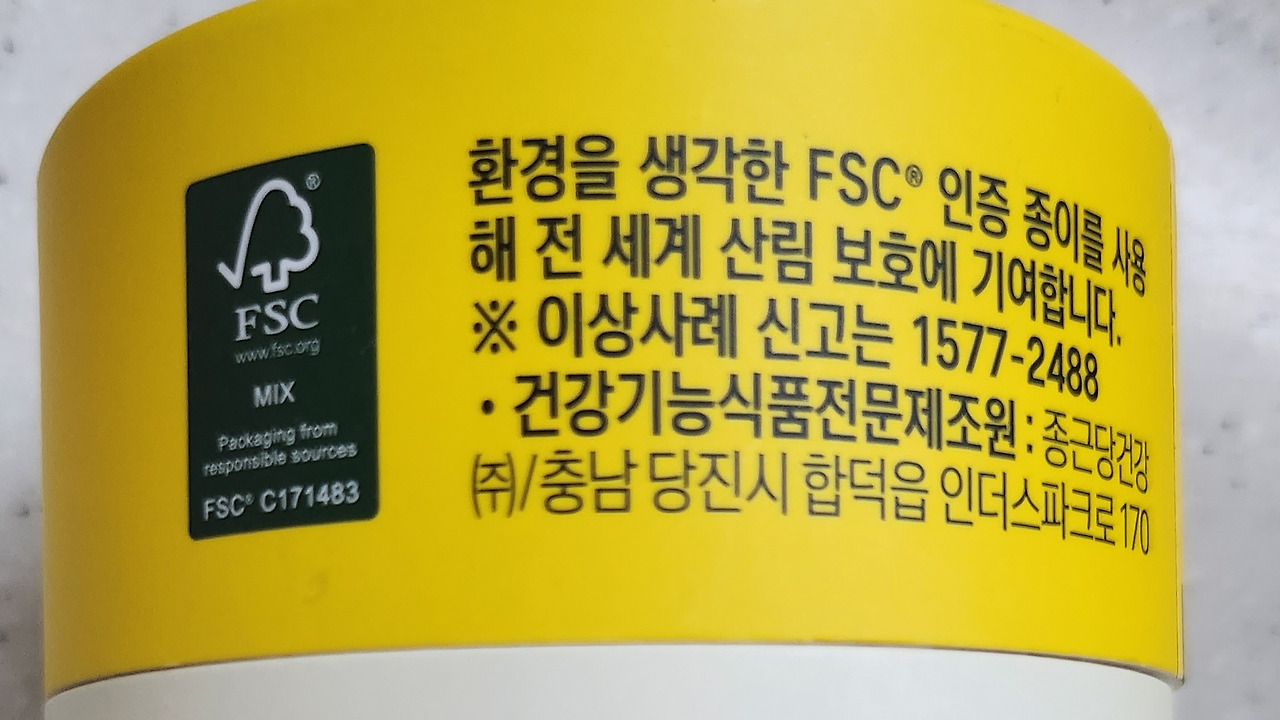 ®
FSC
www.fsc.org
MIX
Packaging from
responsible sources
FSC® C171483
환경을 생각한 FSC® 인증 종이를 사용
해 전 세계 산림 보호에 기여합니다.
※ 이상사례 신고는 1577-2488
• 건강기능식품전문제조원 : 종근당건강
㈜/충남 당진시 합덕읍 인더스파크로 170